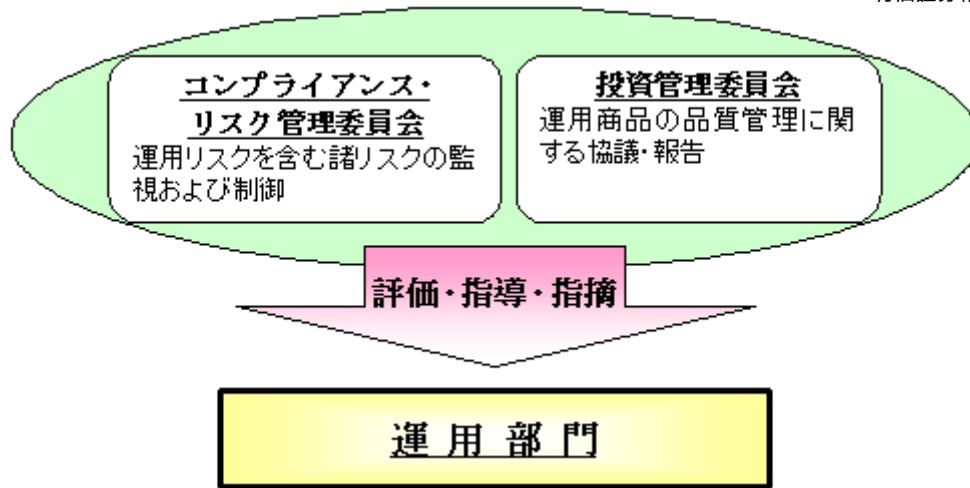 コンプライアンス・
リスク管理委員会
運用リスクを含む諸リスクの監
視および制御
投資管理委員会
運用商品の品質管理に関
する協議・報告
評価・指導・指摘
運用部門